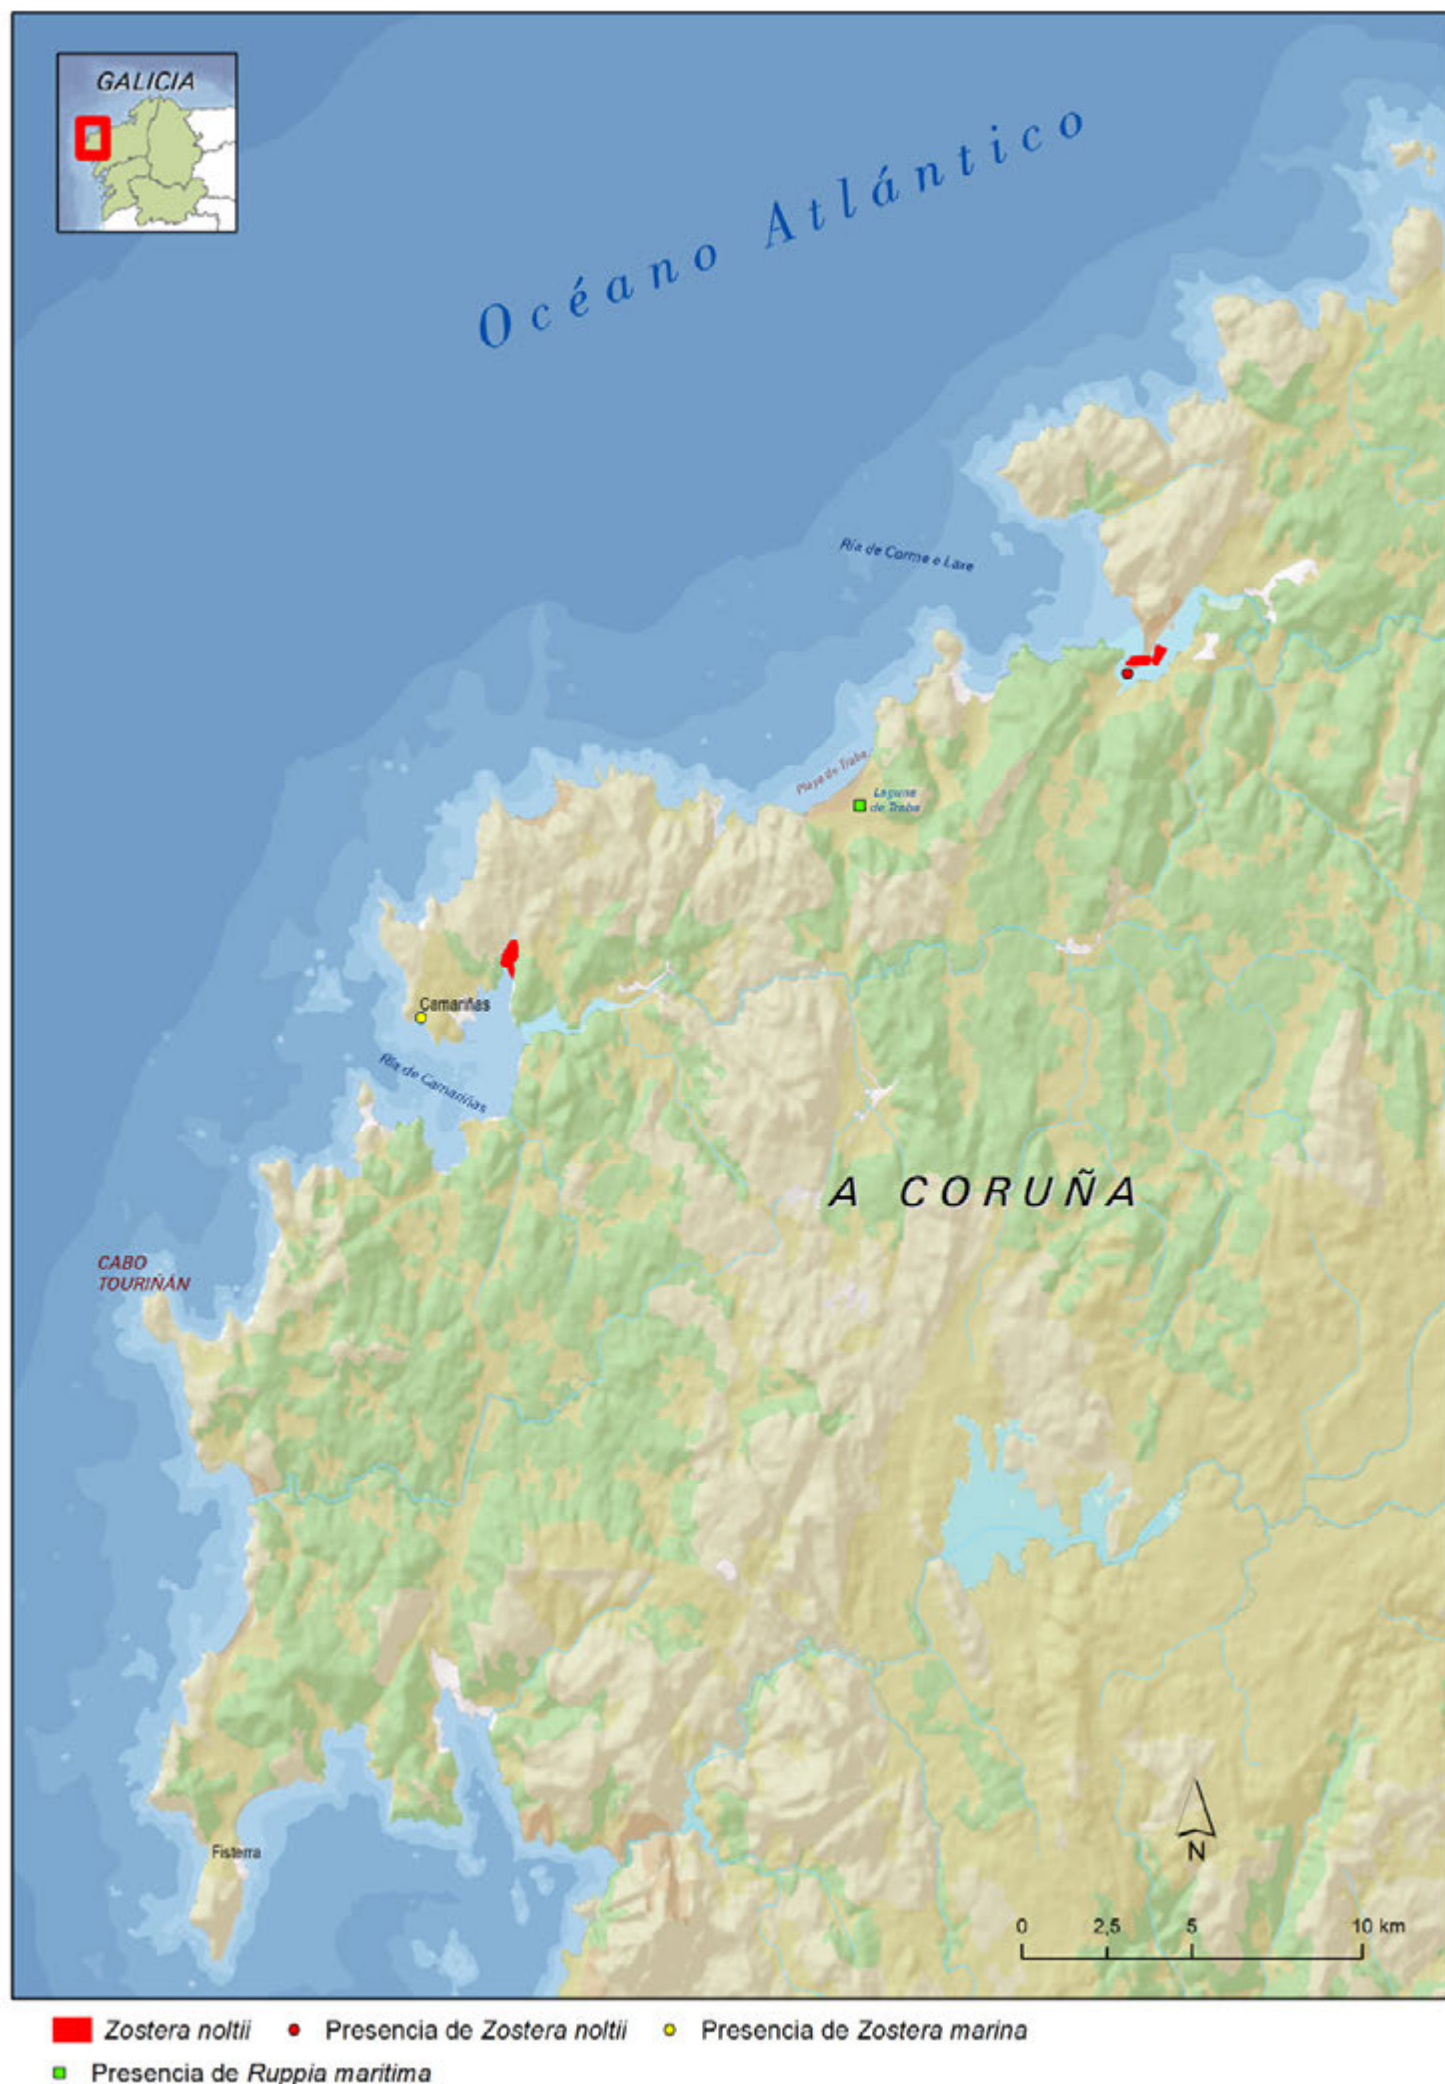 GALICIA
Océano Atlántico
Ría de Corme e Laxe
Playa de Traba
Laguna
de Traba
Camariñas
Ría de Camariñas
A CORUÑA
CABO
TOURIÑÁN
Fisterra
N
0 2,5 5 10 km
Zostera noltii Presencia de Zostera noltii Presencia de Zostera marina
Presencia de Ruppia maritima